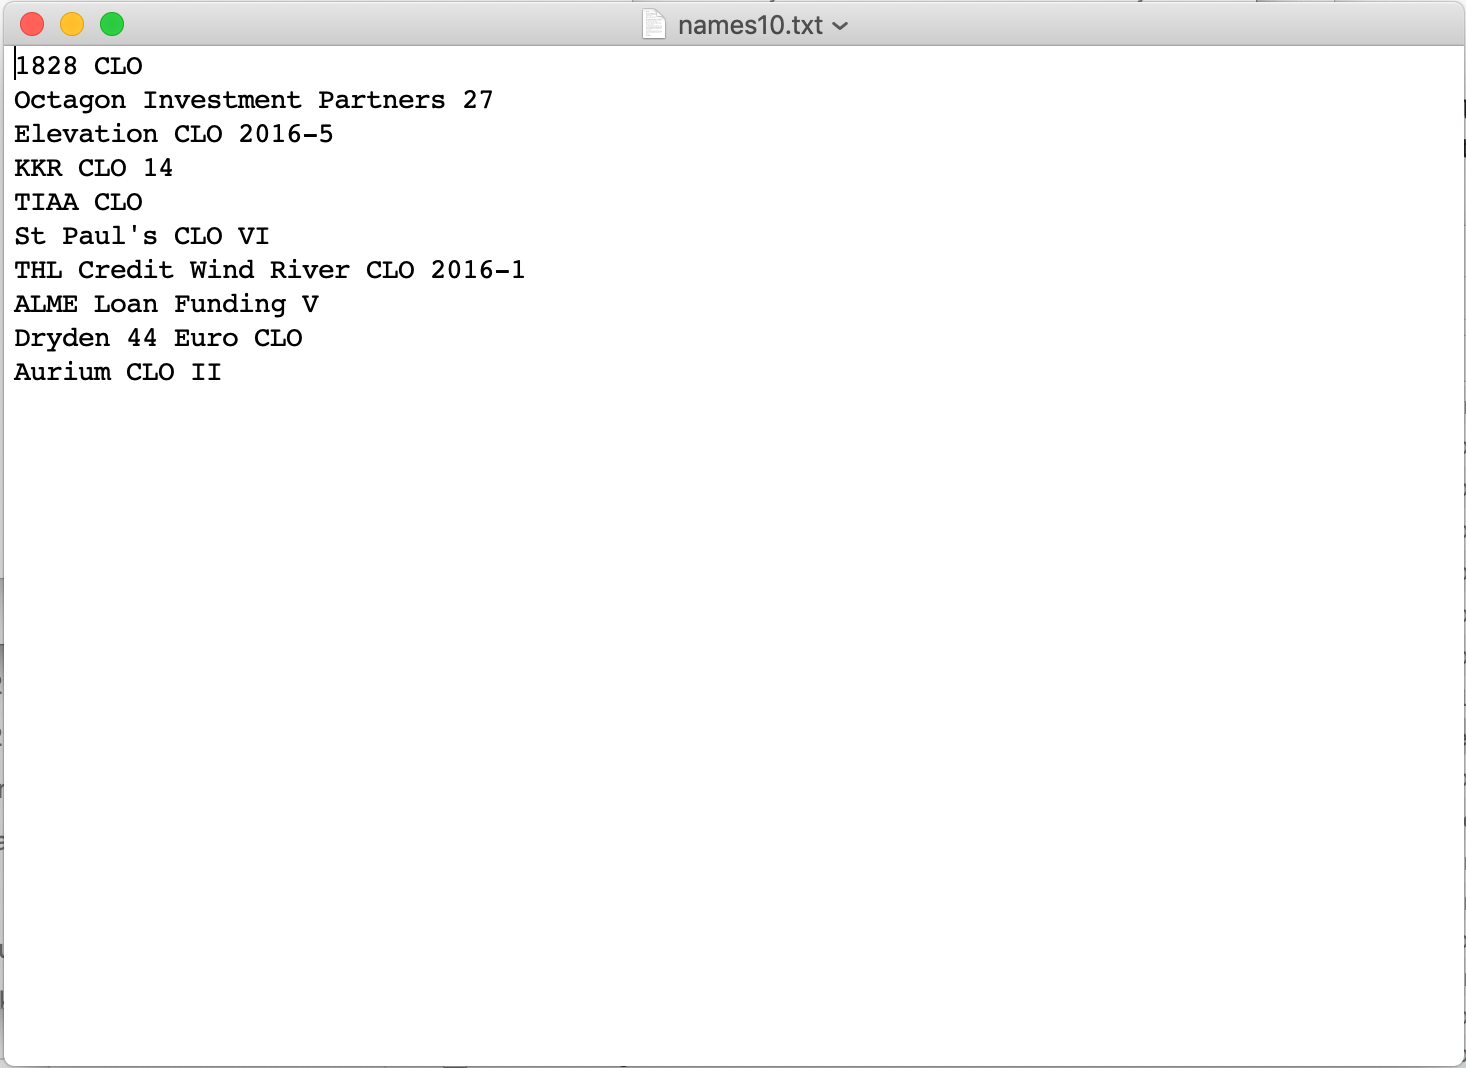 names10.txt
1828 CLO
Octagon Investment Partners 27
Elevation CLO 2016-5
KKR CLO 14
TIAA CLO
St Paul's CLO VI
THL Credit Wind River CLO 2016-1
ALME Loan Funding V
Dryden 44 Euro CLO
Aurium CLO II